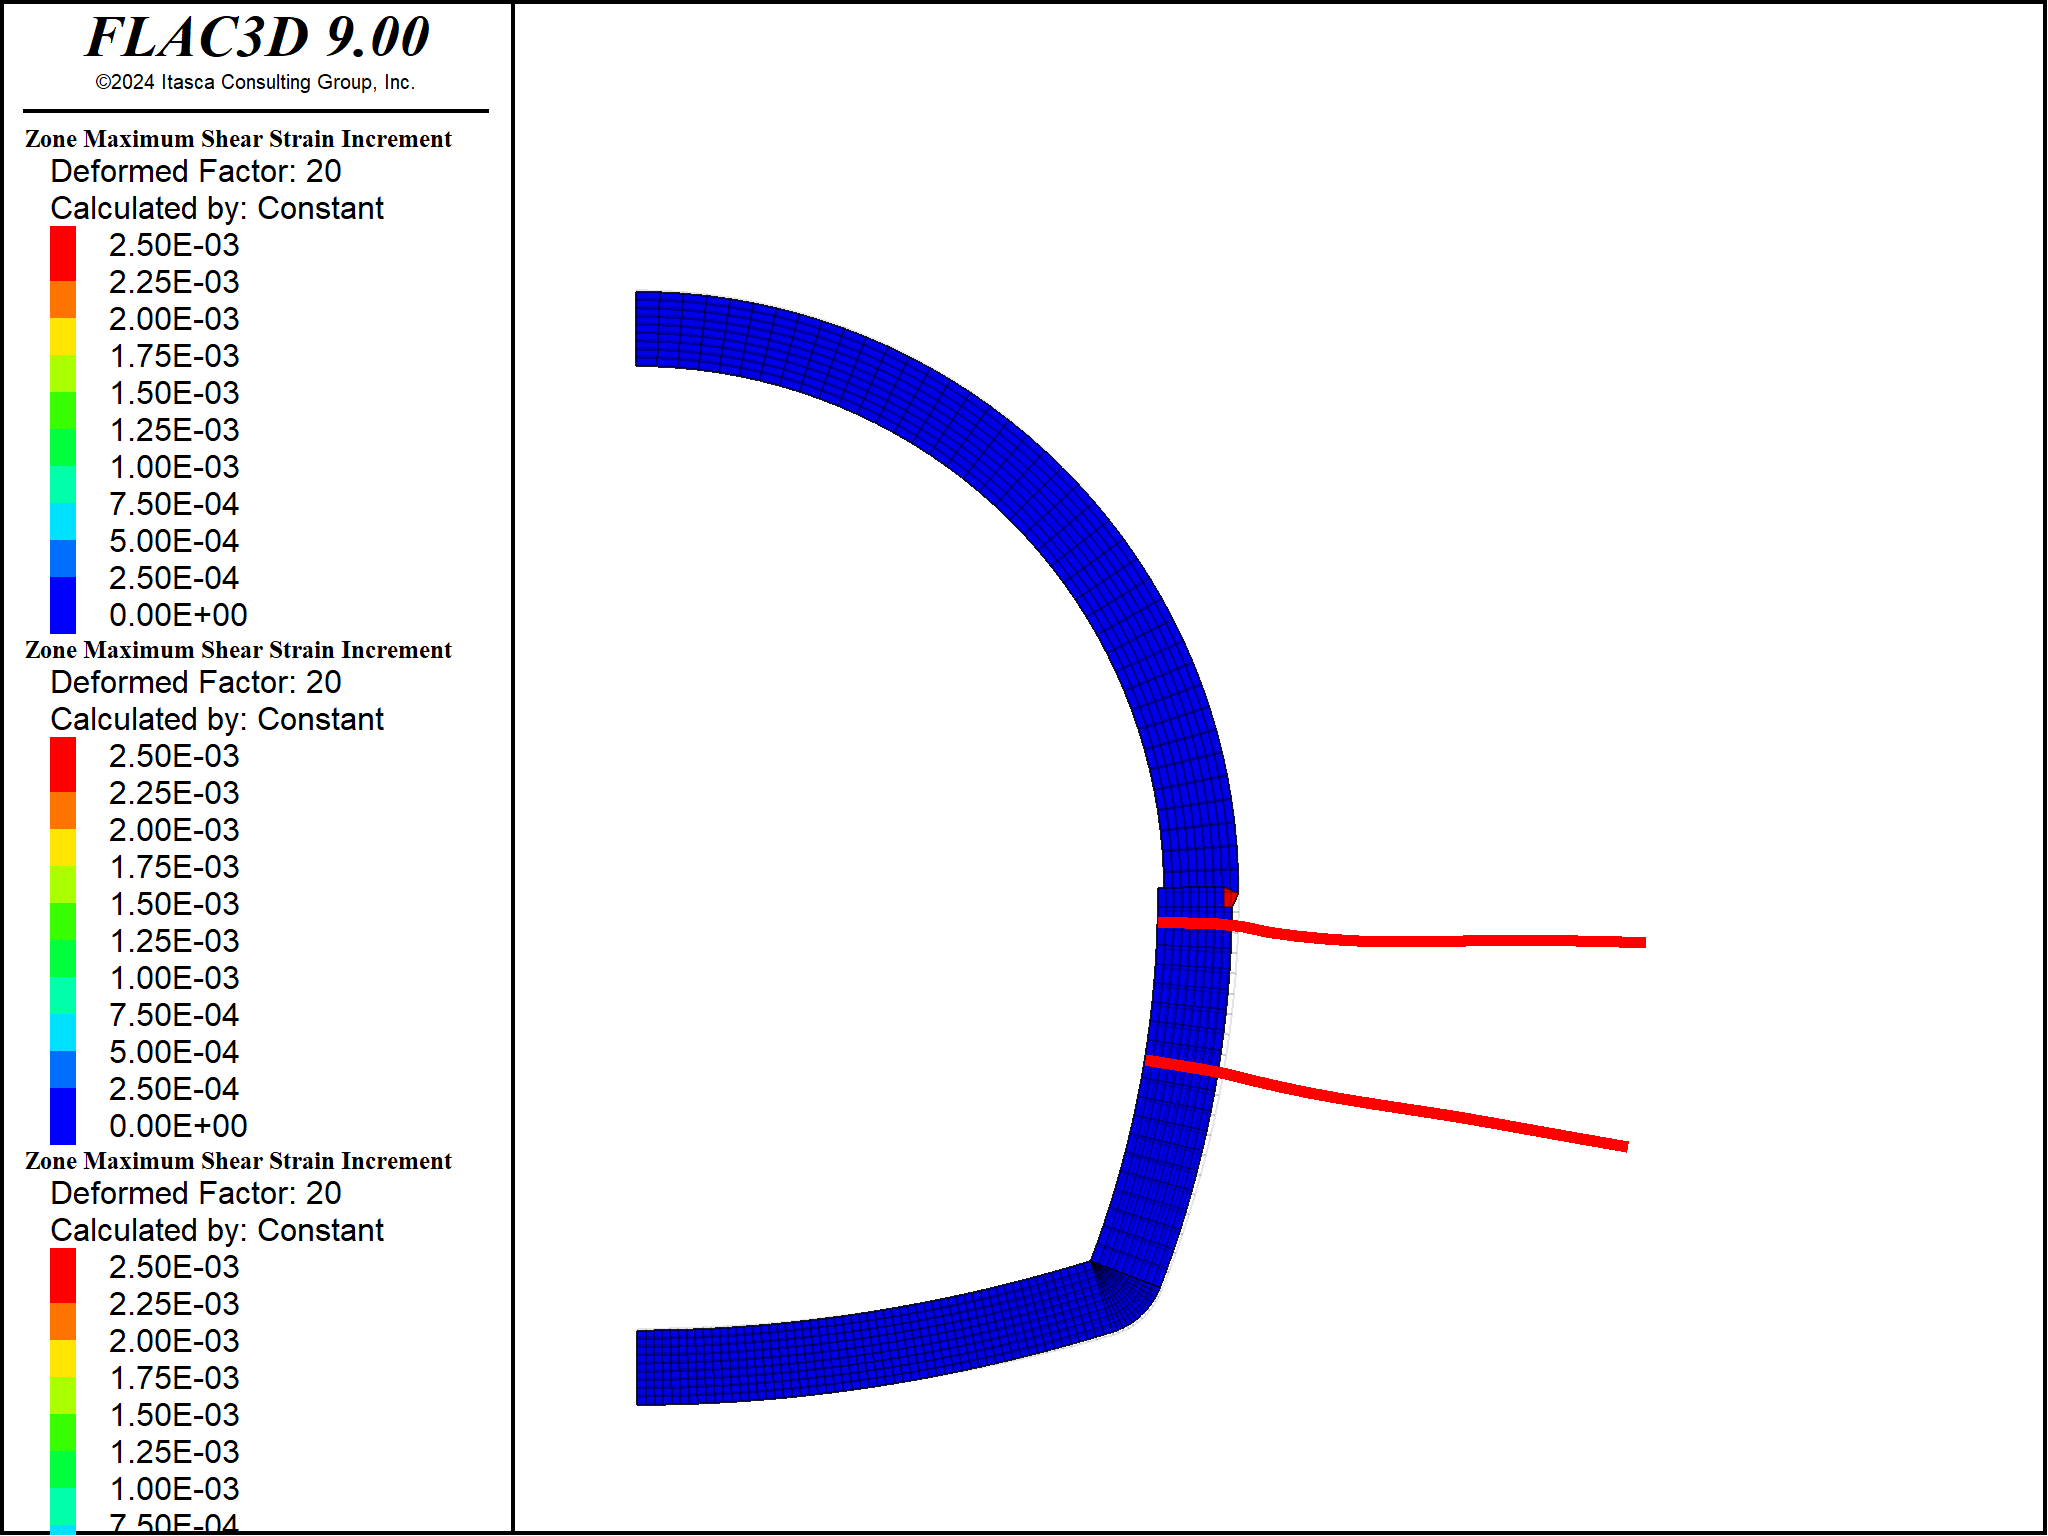 FLAC3D 9.00
©2024 Itasca Consulting Group, Inc.
Zone Maximum Shear Strain Increment
Deformed Factor: 20
Calculated by: Constant
2.50E-03
2.25E-03
2.00E-03
1.75E-03
1.50E-03
1.25E-03
1.00E-03
7.50E-04
5.00E-04
2.50E-04
0.00E+00
Zone Maximum Shear Strain Increment
Deformed Factor: 20
Calculated by: Constant
2.50E-03
2.25E-03
2.00E-03
1.75E-03
1.50E-03
1.25E-03
1.00E-03
7.50E-04
5.00E-04
2.50E-04
0.00E+00
Zone Maximum Shear Strain Increment
Deformed Factor: 20
Calculated by: Constant
2.50E-03
2.25E-03
2.00E-03
1.75E-03
1.50E-03
1.25E-03
1.00E-03
7.50E-04